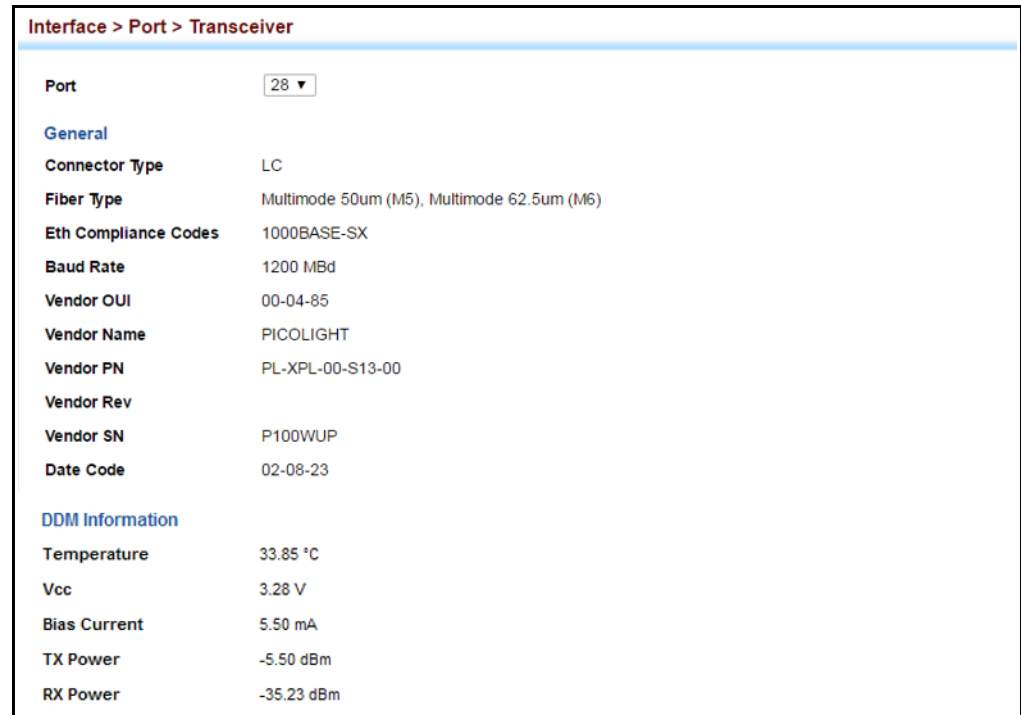 Interface > Port > Transceiver
Port 28 ▼
General
Connector Type LC
Fiber Type Multimode 50um (M5), Multimode 62.5um (M6)
Eth Compliance Codes 1000BASE-SX
Baud Rate 1200 MBd
Vendor OUI 00-04-85
Vendor Name PICOLIGHT
Vendor PN PL-XPL-00-S13-00
Vendor Rev
Vendor SN P100WUP
Date Code 02-08-23
DDM Information
Temperature 33.85 °C
Vcc 3.28 V
Bias Current 5.50 mA
TX Power -5.50 dBm
RX Power -35.23 dBm